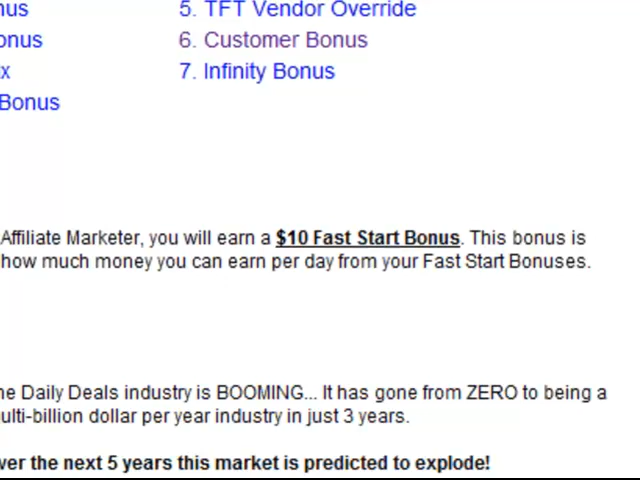 nus
5. TFT Vendor Override
onus
6. Customer Bonus
x
7. Infinity Bonus
Bonus
Affiliate Marketer, you will earn a $10 Fast Start Bonus. This bonus is
how much money you can earn per day from your Fast Start Bonuses.
he Daily Deals industry is BOOMING... It has gone from ZERO to being a
ulti-billion dollar per year industry in just 3 years.
ver the next 5 years this market is predicted to explode!